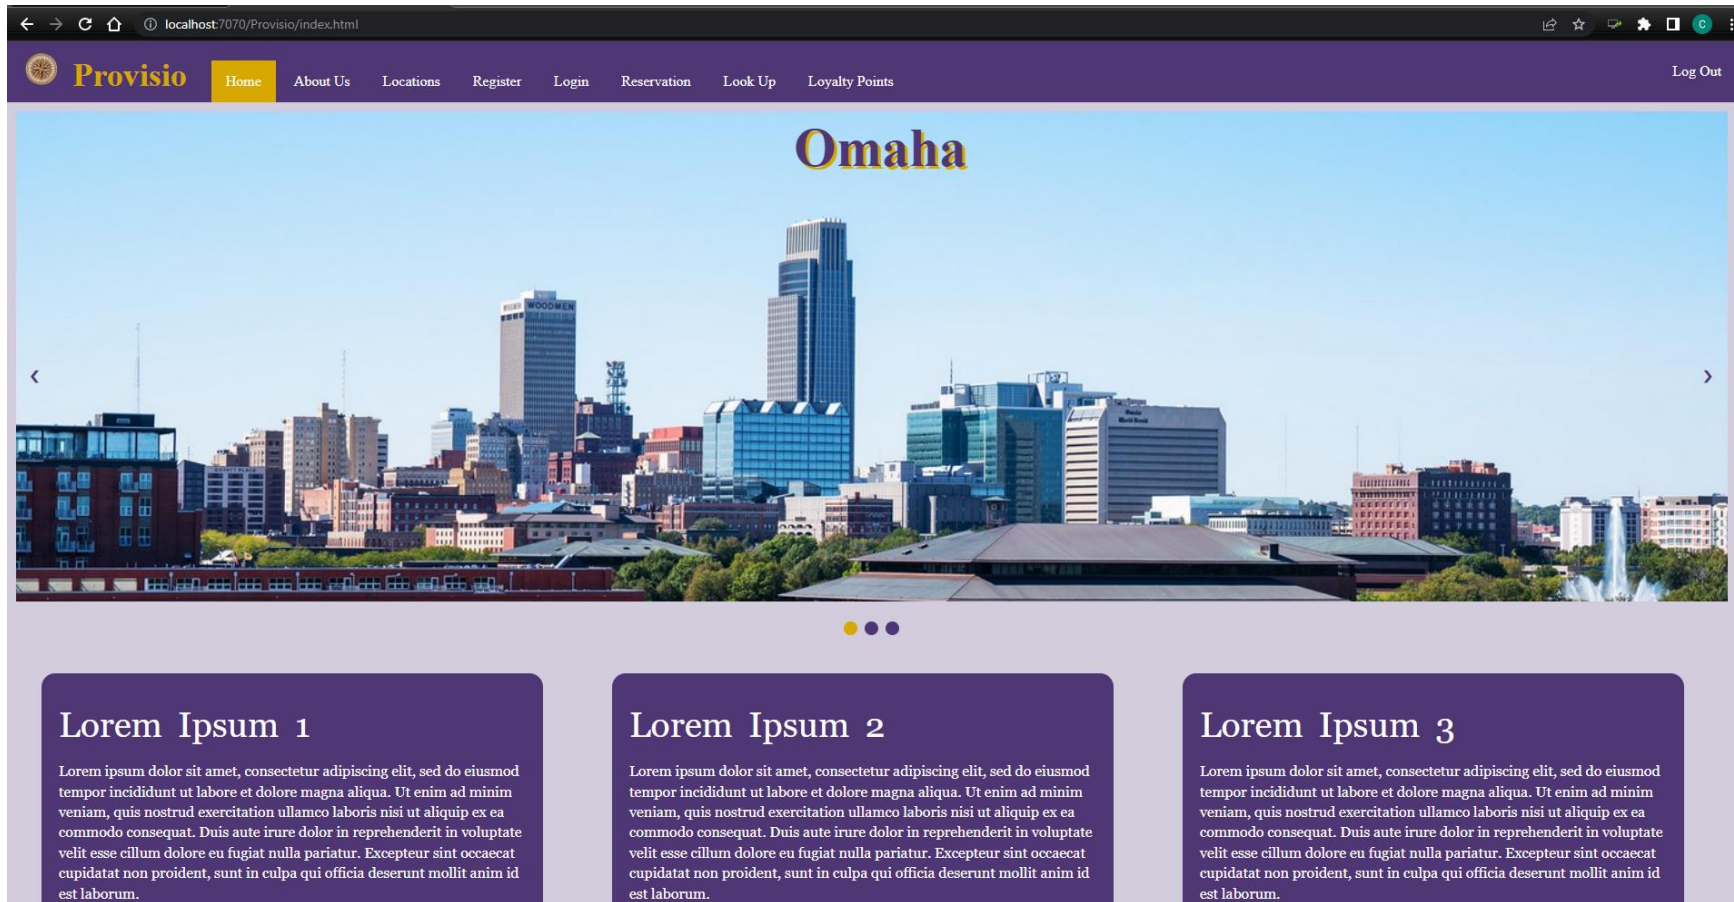 localhost:7070/Provisio/index.html
C
Provisio
Home
About Us
Locations
Register
Login
Reservation
Look Up
Loyalty Points
Log Out
Omaha
WOODMEN
Omaha
World Herald
Lorem Ipsum 1
Lorem ipsum dolor sit amet, consectetur adipiscing elit, sed do eiusmod
tempor incididunt ut labore et dolore magna aliqua. Ut enim ad minim
veniam, quis nostrud exercitation ullamco laboris nisi ut aliquip ex ea
commodo consequat. Duis aute irure dolor in reprehenderit in voluptate
velit esse cillum dolore eu fugiat nulla pariatur. Excepteur sint occaecat
cupidatat non proident, sunt in culpa qui officia deserunt mollit anim id
est laborum.
Lorem Ipsum 2
Lorem ipsum dolor sit amet, consectetur adipiscing elit, sed do eiusmod
tempor incididunt ut labore et dolore magna aliqua. Ut enim ad minim
veniam, quis nostrud exercitation ullamco laboris nisi ut aliquip ex ea
commodo consequat. Duis aute irure dolor in reprehenderit in voluptate
velit esse cillum dolore eu fugiat nulla pariatur. Excepteur sint occaecat
cupidatat non proident, sunt in culpa qui officia deserunt mollit anim id
est laborum.
Lorem Ipsum 3
Lorem ipsum dolor sit amet, consectetur adipiscing elit, sed do eiusmod
tempor incididunt ut labore et dolore magna aliqua. Ut enim ad minim
veniam, quis nostrud exercitation ullamco laboris nisi ut aliquip ex ea
commodo consequat. Duis aute irure dolor in reprehenderit in voluptate
velit esse cillum dolore eu fugiat nulla pariatur. Excepteur sint occaecat
cupidatat non proident, sunt in culpa qui officia deserunt mollit anim id
est laborum.